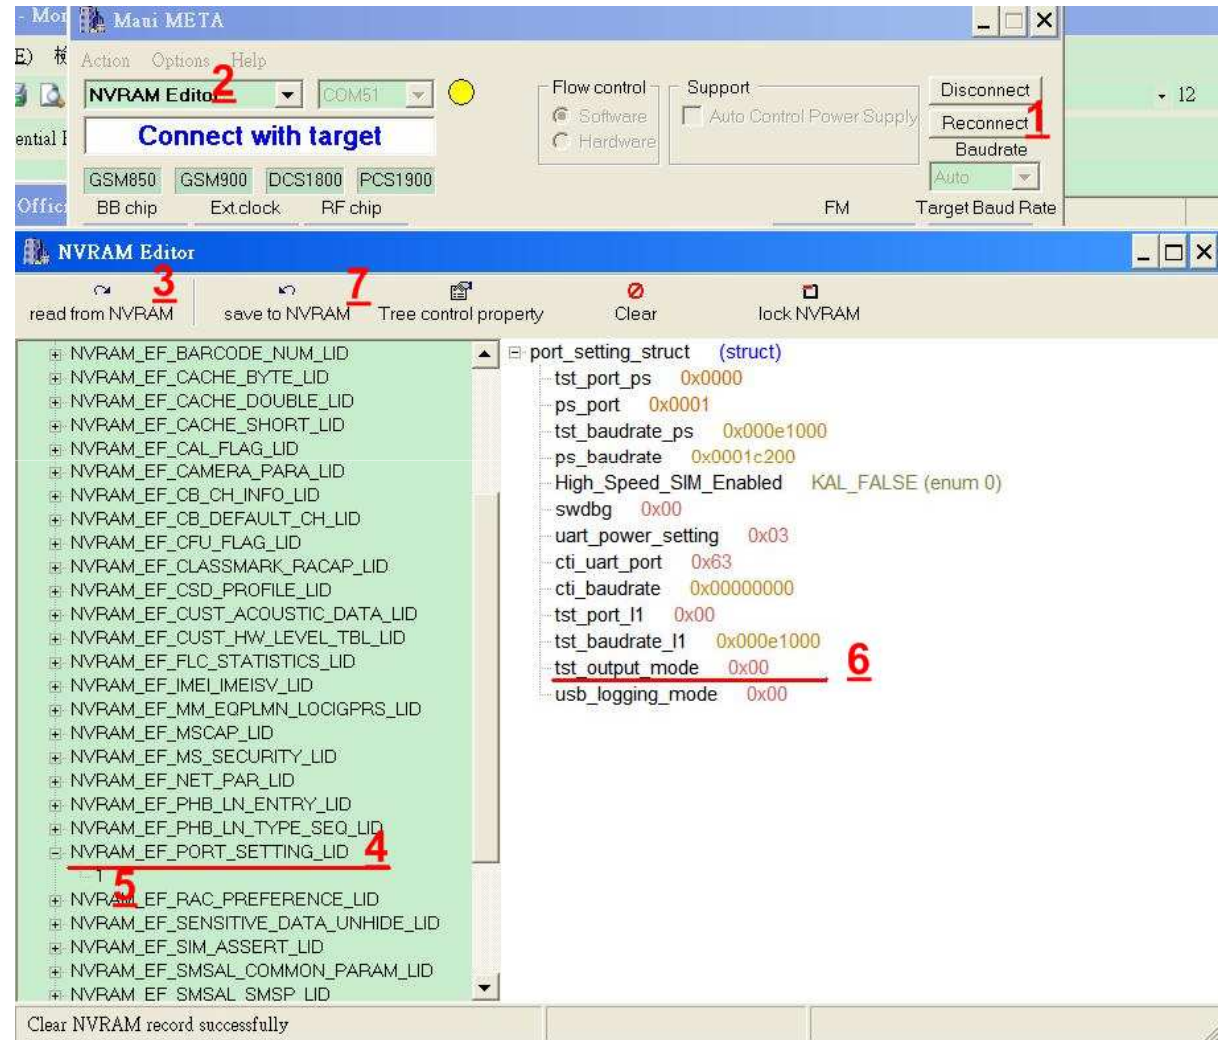 - Mor
Maui META
E) 檢
Action Options Help
NVRAM Editor 2 COM51
Flow control Support Disconnect
Software Auto Control Power Supply Reconnect 1
12
ential
Connect with target
Hardware
Baudrate
GSM850 GSM900 DCS1800 PCS1900
Auto
Offic
BB chip Ext.clock RF chip FM Target Baud Rate
NVRAM Editor
3 7
read from NVRAM save to NVRAM Tree control property Clear lock NVRAM
NVRAM_EF_BARCODE_NUM_LID
NVRAM_EF_CACHE_BYTE_LID
NVRAM_EF_CACHE_DOUBLE_LID
NVRAM_EF_CACHE_SHORT_LID
NVRAM_EF_CAL_FLAG_LID
NVRAM_EF_CAMERA_PARA_LID
NVRAM_EF_CB_CH_INFO_LID
NVRAM_EF_CB_DEFAULT_CH_LID
NVRAM_EF_CFU_FLAG_LID
NVRAM_EF_CLASSMARK_RACAP_LID
NVRAM_EF_CSD_PROFILE_LID
NVRAM_EF_CUST_ACOUSTIC_DATA_LID
NVRAM_EF_CUST_HW_LEVEL_TBL_LID
NVRAM_EF_FLC_STATISTICS_LID
NVRAM_EF_IMEI_IMEISV_LID
NVRAM_EF_MM_EQPLMN_LOCIGPRS_LID
NVRAM_EF_MSCAP_LID
NVRAM_EF_MS_SECURITY_LID
NVRAM_EF_NET_PAR_LID
NVRAM_EF_PHB_LN_ENTRY_LID
NVRAM_EF_PHB_LN_TYPE_SEQ_LID
NVRAM_EF_PORT_SETTING_LID 4
1 5
NVRAM_EF_RAC_PREFERENCE_LID
NVRAM_EF_SENSITIVE_DATA_UNHIDE_LID
NVRAM_EF_SIM_ASSERT_LID
NVRAM_EF_SMSAL_COMMON_PARAM_LID
NVRAM_EF_SMSAL_SMSP_LID
port_setting_struct (struct)
tst_port_ps 0x0000
ps_port 0x0001
tst_baudrate_ps 0x000e1000
ps_baudrate 0x0001c200
High_Speed_SIM_Enabled KAL_FALSE (enum 0)
swdbg 0x00
uart_power_setting 0x03
cti_uart_port 0x63
cti_baudrate 0x00000000
tst_port_l1 0x00
tst_baudrate_l1 0x000e1000
tst_output_mode 0x00 6
usb_logging_mode 0x00
Clear NVRAM record successfully